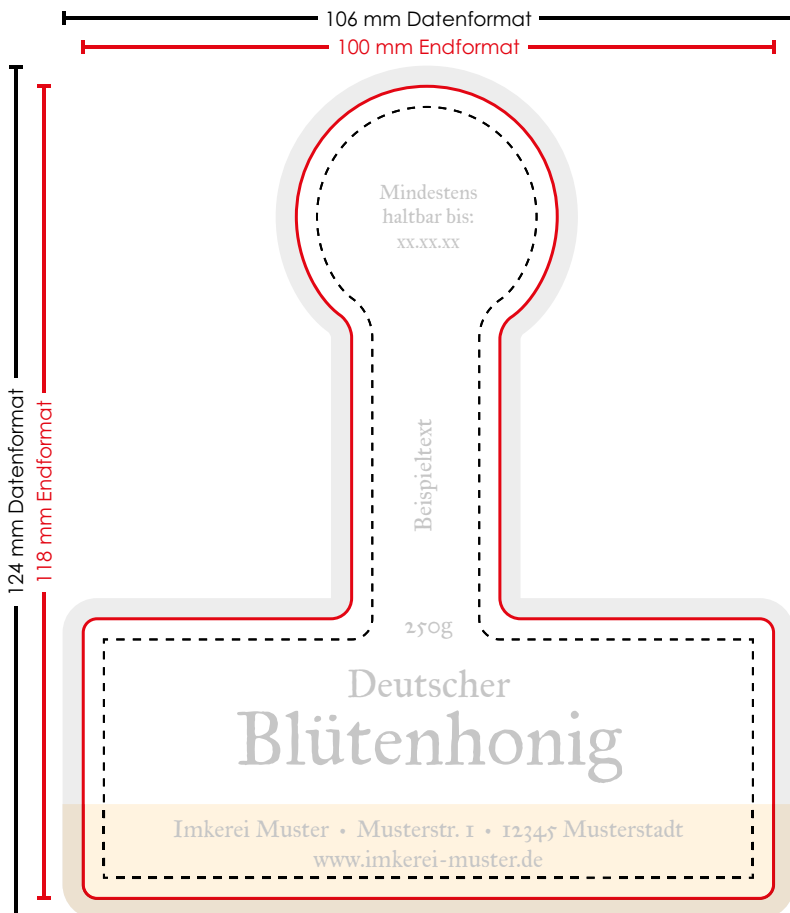 106 mm Datenformat
100 mm Endformat
124 mm Datenformat
118 mm Endformat
Mindestens
haltbar bis:
xx.xx.xx
Beispieltext
250g
Deutscher
Blütenhonig
Imkerei Muster • Musterstr. 1 • 12345 Musterstadt
www.imkerei-muster.de